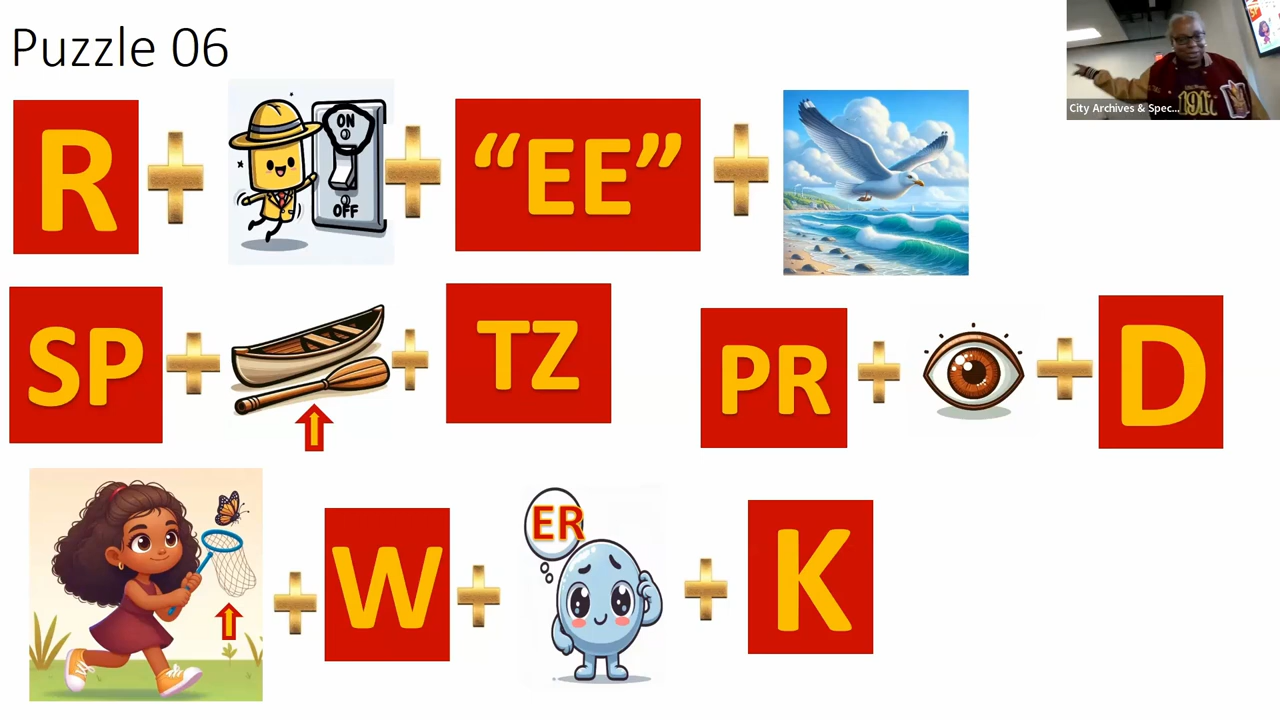 Puzzle 06
R
ON
OFF
“EE”
City Archives & Spec...
SP
TZ
PR
D
ER
W
K